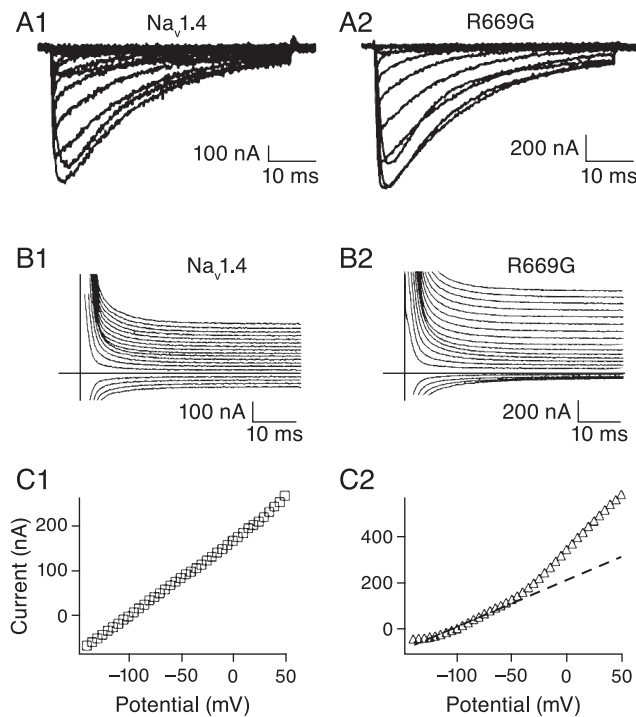 A1 Naᵥ1.4
100 nA
10 ms
A2 R669G
200 nA
10 ms
B1 Naᵥ1.4
100 nA
10 ms
B2 R669G
200 nA
10 ms
C1
Current (nA)
200
100
0
−100 −50 0 50
Potential (mV)
C2
400
200
0
−100 −50 0 50
Potential (mV)